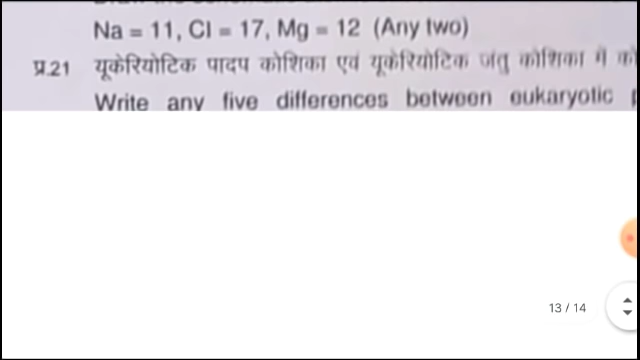 Na = 11, Cl = 17, Mg = 12 (Any two)
प्र.21 यूकेरियोटिक पादप कोशिका एवं यूकेरियोटिक जंतु कोशिका में
Write any five differences between eukaryotic
13 / 14